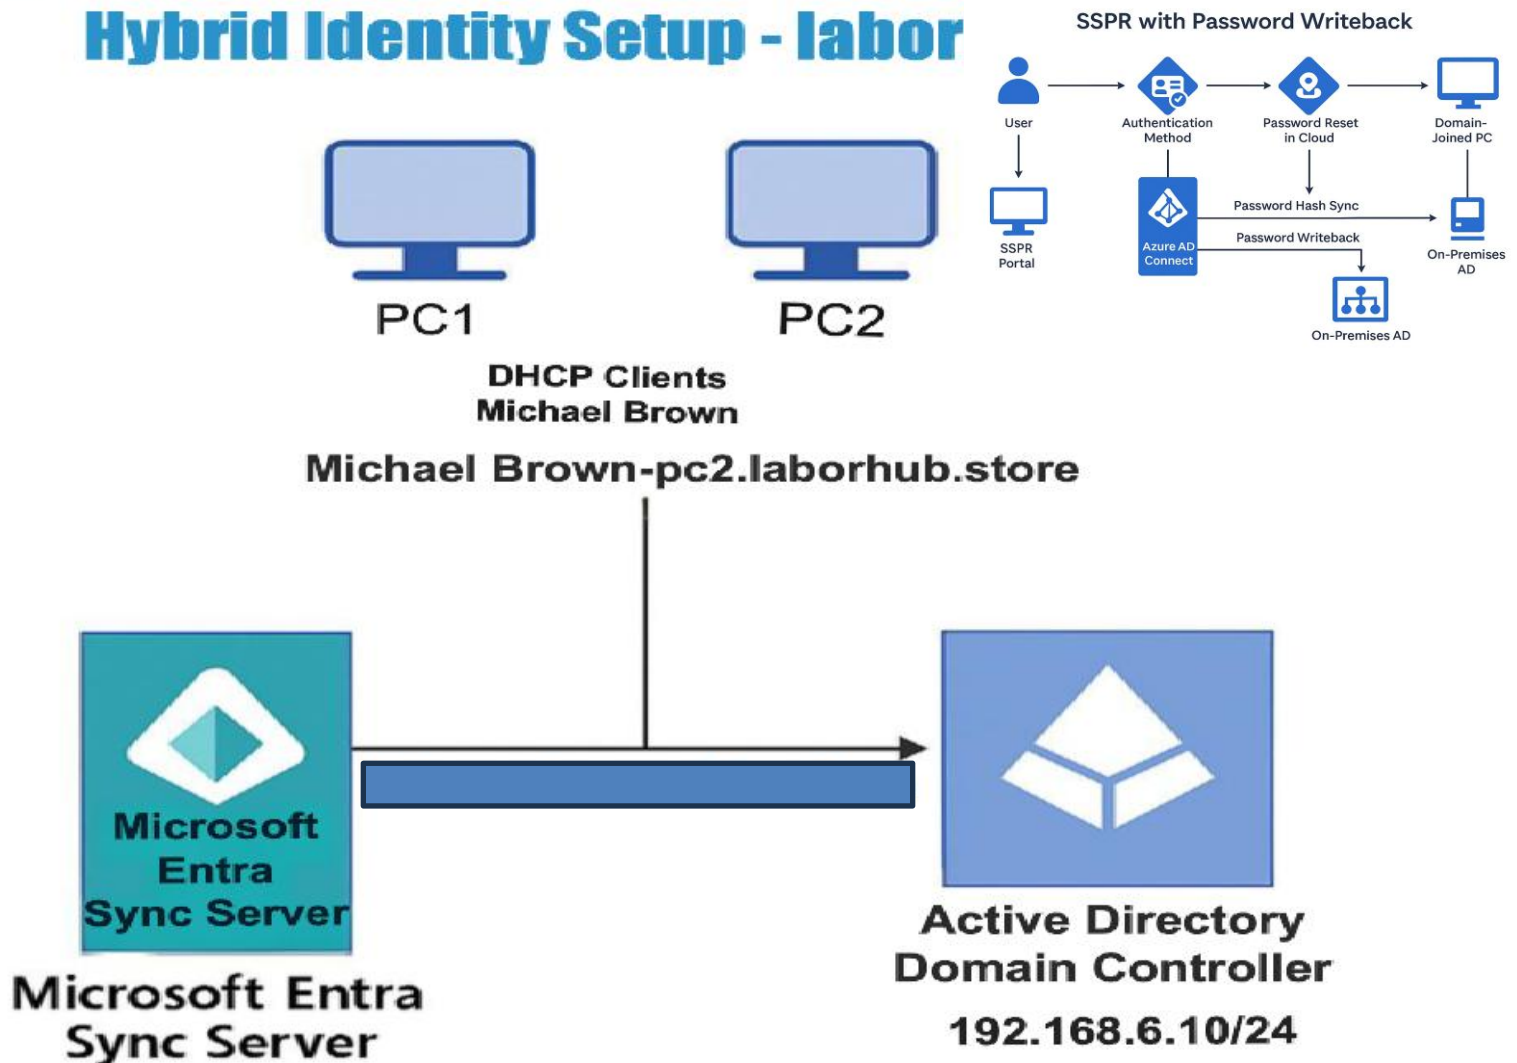 Hybrid Identity Setup - labor
SSPR with Password Writeback
User
Authentication
Method
Password Reset
in Cloud
Domain-
Joined PC
SSPR
Portal
Azure AD
Connect
Password Hash Sync
Password Writeback
On-Premises
AD
On-Premises AD
PC1
PC2
DHCP Clients
Michael Brown
Michael Brown-pc2.laborhub.store
Microsoft
Entra
Sync Server
Microsoft Entra
Sync Server
Active Directory
Domain Controller
192.168.6.10/24